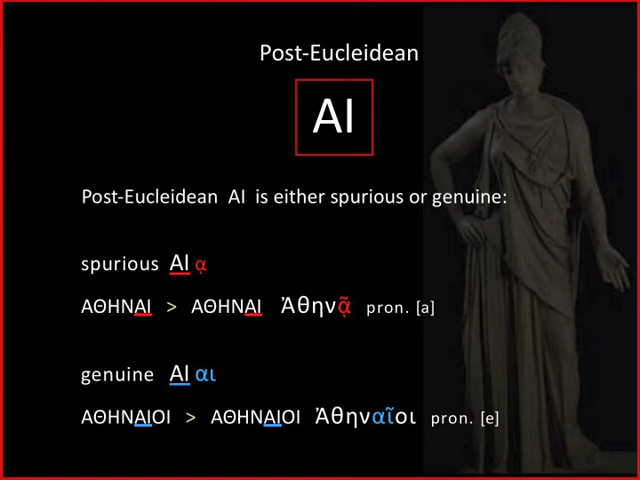 Post-Eucleidean
AI
Post-Eucleidean AI is either spurious or genuine:
spurious AI ᾳ
ΑΘΗΝΑΙ > ΑΘΗΝΑΙ Ἀθηνᾷ pron. [a]
genuine AI αι
ΑΘΗΝΑΙΟΙ > ΑΘΗΝΑΙΟΙ Ἀθηναῖοι pron. [e]